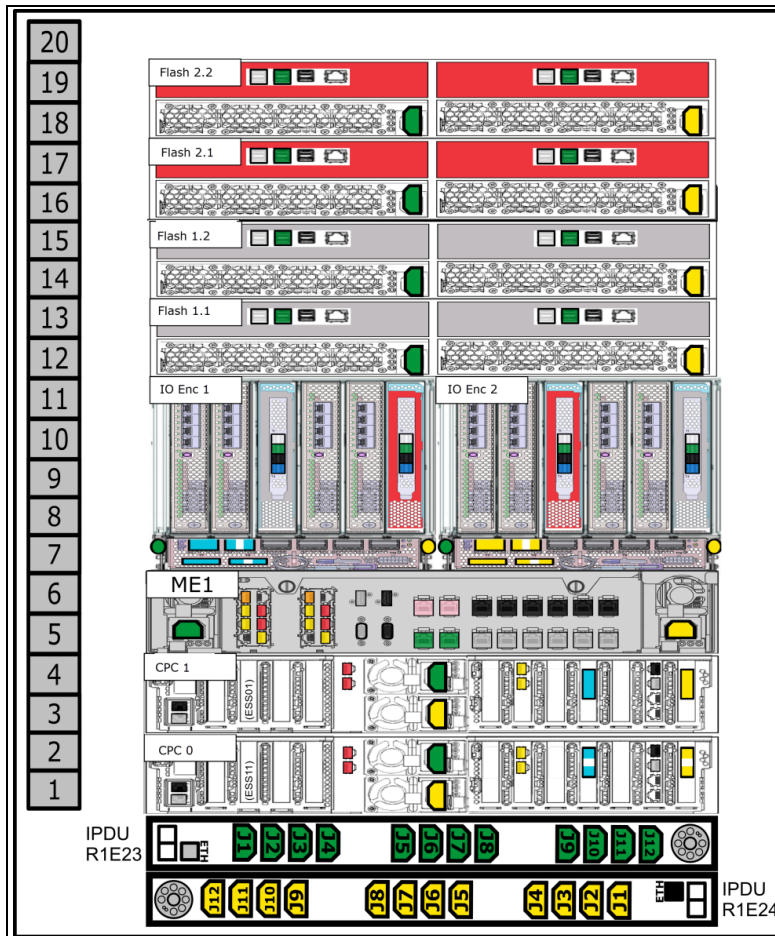 20
19
18
17
16
15
14
13
12
11
10
9
8
7
6
5
4
3
2
1
Flash 2.2
Flash 2.1
Flash 1.2
Flash 1.1
IO Enc 1
IO Enc 2
ME1
CPC 1
(ESS01)
CPC 0
(ESS11)
IPDU
R1E23
ETH
J1 J2 J3 J4 J5 J6 J7 J8 J9 J10 J11 J12
J12 J11 J10 J9 J8 J7 J6 J5 J4 J3 J2 J1
ETH
IPDU
R1E24